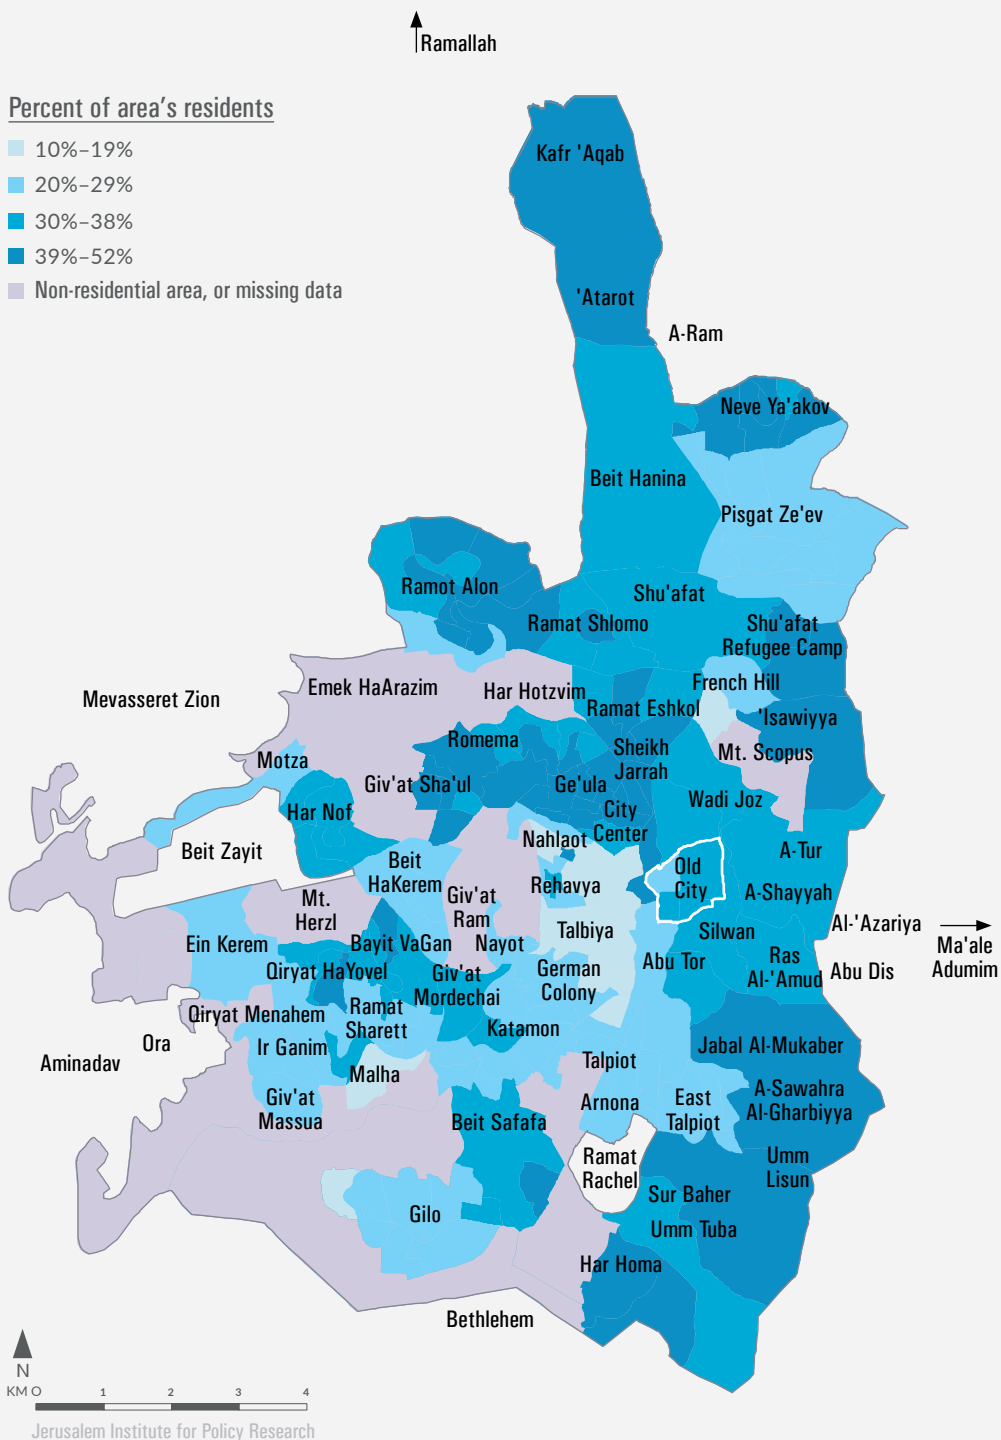 Ramallah
Percent of area's residents
10%–19%
20%–29%
30%–38%
39%–52%
Non-residential area, or missing data
Kafr 'Aqab
'Atarot
A-Ram
Neve Ya'akov
Beit Hanina
Pisgat Ze'ev
Ramot Alon
Shu'afat
Ramat Shlomo
Shu'afat
Refugee Camp
Emek HaArazim
Har Hotzvim
French Hill
Mevasseret Zion
Ramat Eshkol
'Isawiyya
Romema
Sheikh
Jarrah
Mt. Scopus
Motza
Giv'at Sha'ul
Ge'ula
Wadi Joz
Har Nof
City
Center
Nahlaot
Beit Zayit
Beit
HaKerem
Old
City
A-Tur
Rehavya
A-Shayyah
Mt.
Herzl
Giv'at
Ram
Talbiya
Silwan
Al-'Azariya
Ma'ale
Adumim
Ein Kerem
Bayit VaGan
Nayot
Abu Tor
Ras
Al-'Amud
Abu Dis
Qiryat HaYovel
Giv'at
Mordechai
German
Colony
Qiryat Menahem
Ramat
Sharett
Katamon
Ora
Ir Ganim
Jabal Al-Mukaber
Aminadav
Malha
Talpiot
Giv'at
Massua
Arnona
East
Talpiot
A-Sawahra
Al-Gharbiyya
Beit Safafa
Ramat
Rachel
Umm
Lisun
Sur Baher
Gilo
Umm Tuba
Har Homa
Bethlehem
N
KM 0 1 2 3 4
Jerusalem Institute for Policy Research